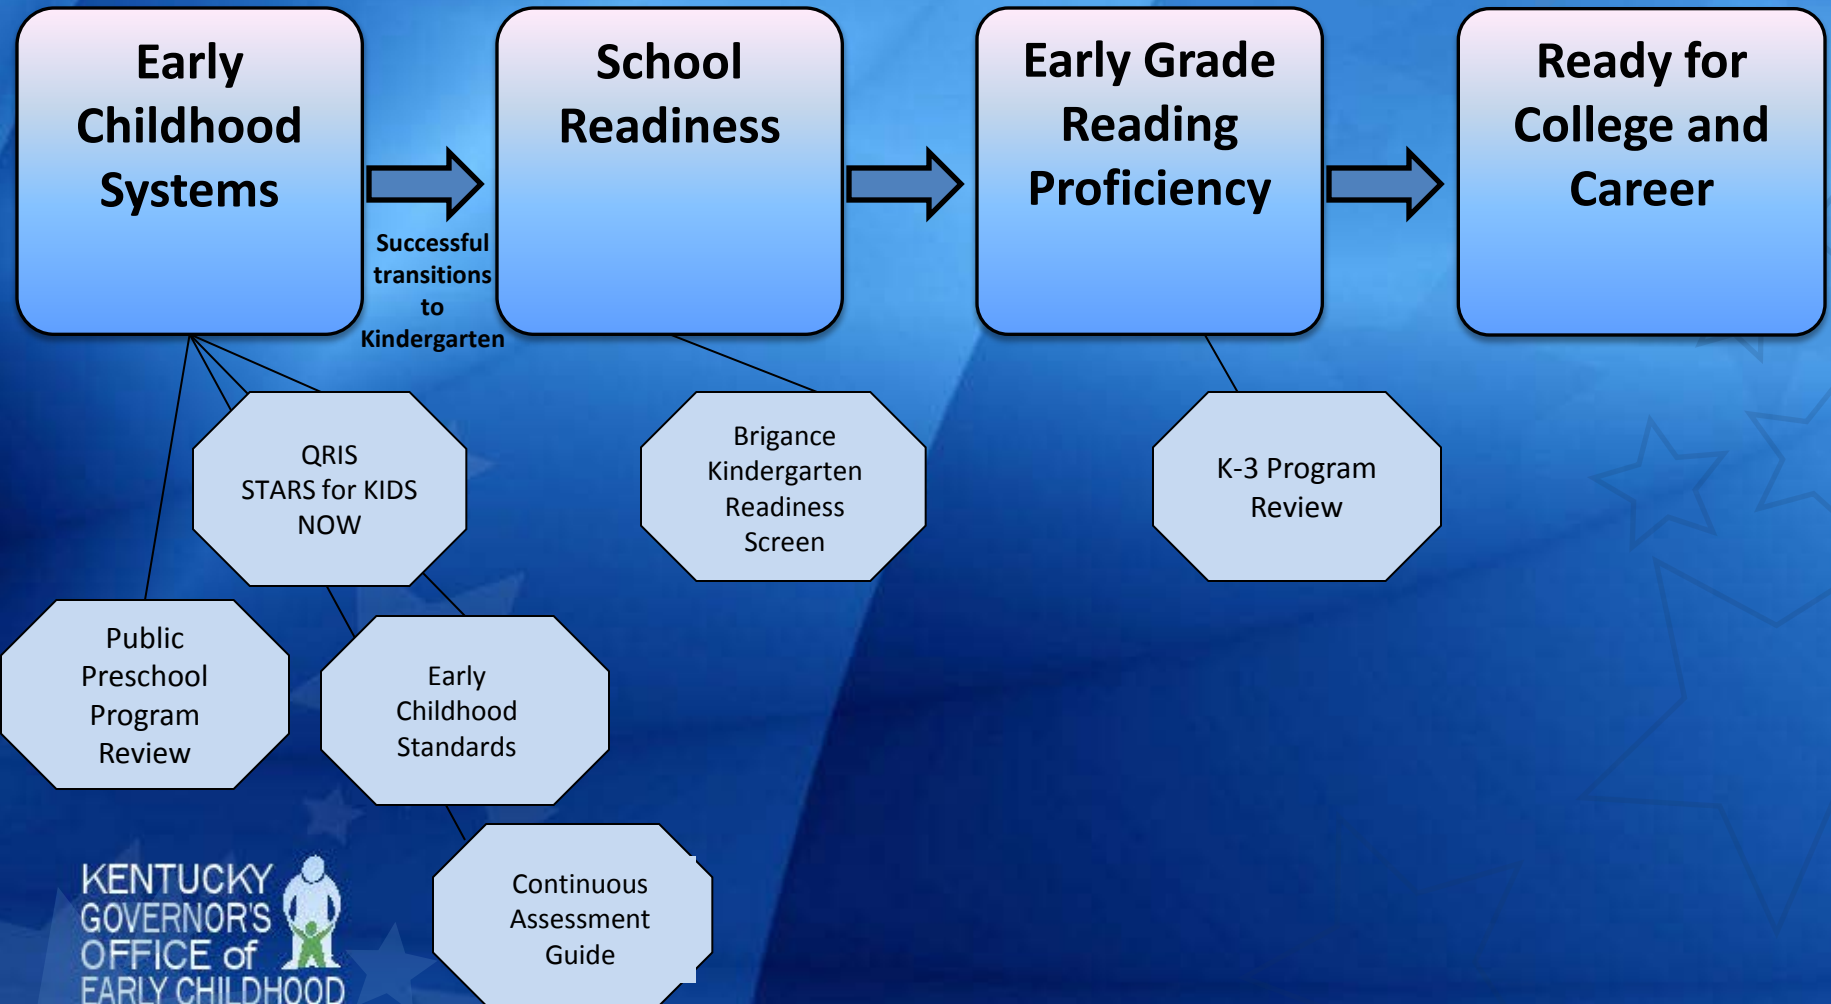 Early
Childhood
Systems
School
Readiness
Early Grade
Reading
Proficiency
Ready for
College and
Career
Successful
transitions
to
Kindergarten
QRIS
STARS for KIDS
NOW
Brigance
Kindergarten
Readiness
Screen
K-3 Program
Review
Public
Preschool
Program
Review
Early
Childhood
Standards
Continuous
Assessment
Guide
KENTUCKY
GOVERNOR'S
OFFICE of
EARLY CHILDHOOD